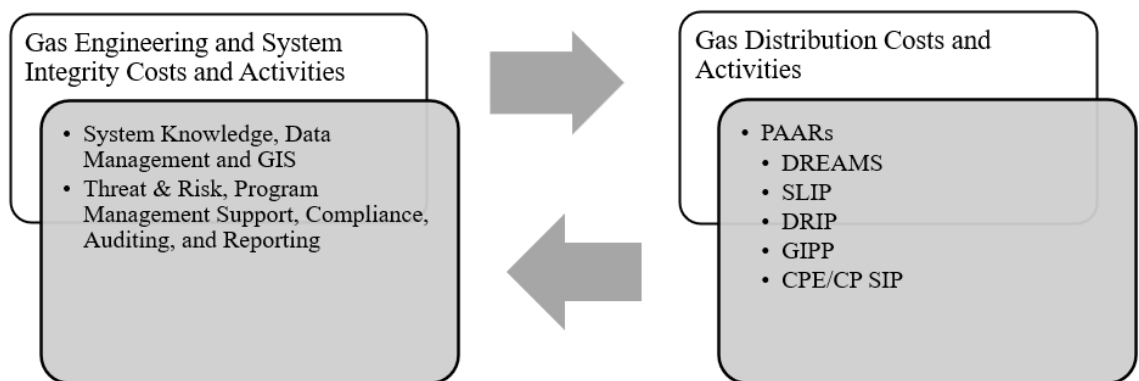 Gas Engineering and System
Integrity Costs and Activities
• System Knowledge, Data
Management and GIS
• Threat & Risk, Program
Management Support, Compliance,
Auditing, and Reporting
Gas Distribution Costs and
Activities
• PAARs
• DREAMS
• SLIP
• DRIP
• GIPP
• CPE/CP SIP